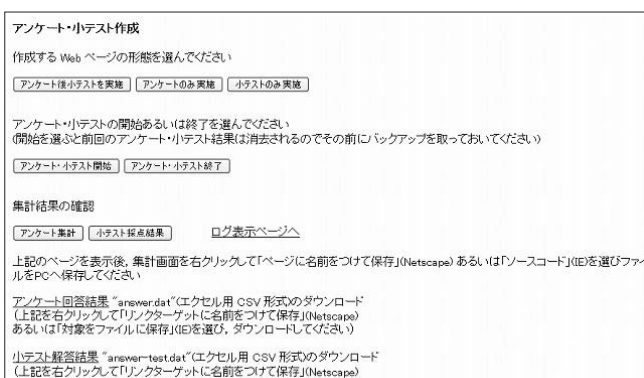 アンケート・小テスト作成
作成する Web ページの形態を選んでください
アンケート後小テストを実施 アンケートのみ実施 小テストのみ実施
アンケート・小テストの開始あるいは終了を選んでください
(開始を選ぶと前回のアンケート・小テスト結果は消去されるのでその前にバックアップを取っておいてください)
アンケート・小テスト開始 アンケート・小テスト終了
集計結果の確認
アンケート集計 小テスト採点結果 ログ表示ページへ
上記のページを表示後, 集計画面を右クリックして「ページに名前をつけて保存」(Netscape) あるいは「ソースコード」(IE)を選びファイ
ルをPCへ保存してください
アンケート回答結果 "answer.dat"(エクセル用 CSV 形式)のダウンロード
(上記を右クリックして「リンクターゲットに名前をつけて保存」(Netscape)
あるいは「対象をファイルに保存」(IE)を選び, ダウンロードしてください)
小テスト解答結果 "answer-test.dat"(エクセル用 CSV 形式)のダウンロード
(上記を右クリックして「リンクターゲットに名前をつけて保存」(Netscape)